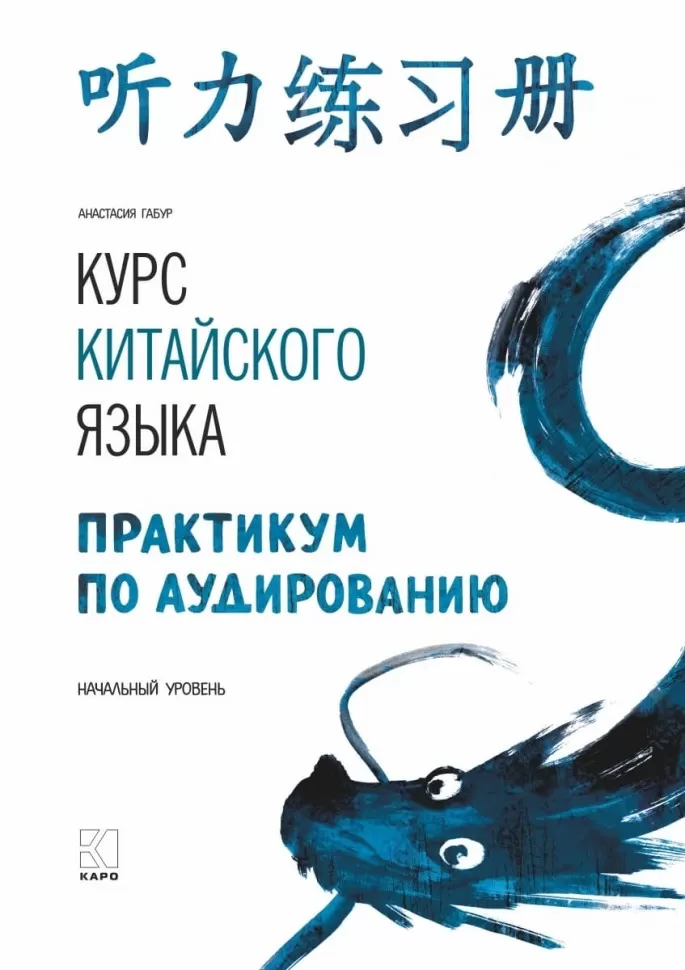 听力练习册
АНАСТАСИЯ ГАБУР
КУРС
КИТАЙСКОГО
ЯЗЫКА
ПРАКТИКУМ
ПО АУДИРОВАНИЮ
НАЧАЛЬНЫЙ УРОВЕНЬ
КАРО